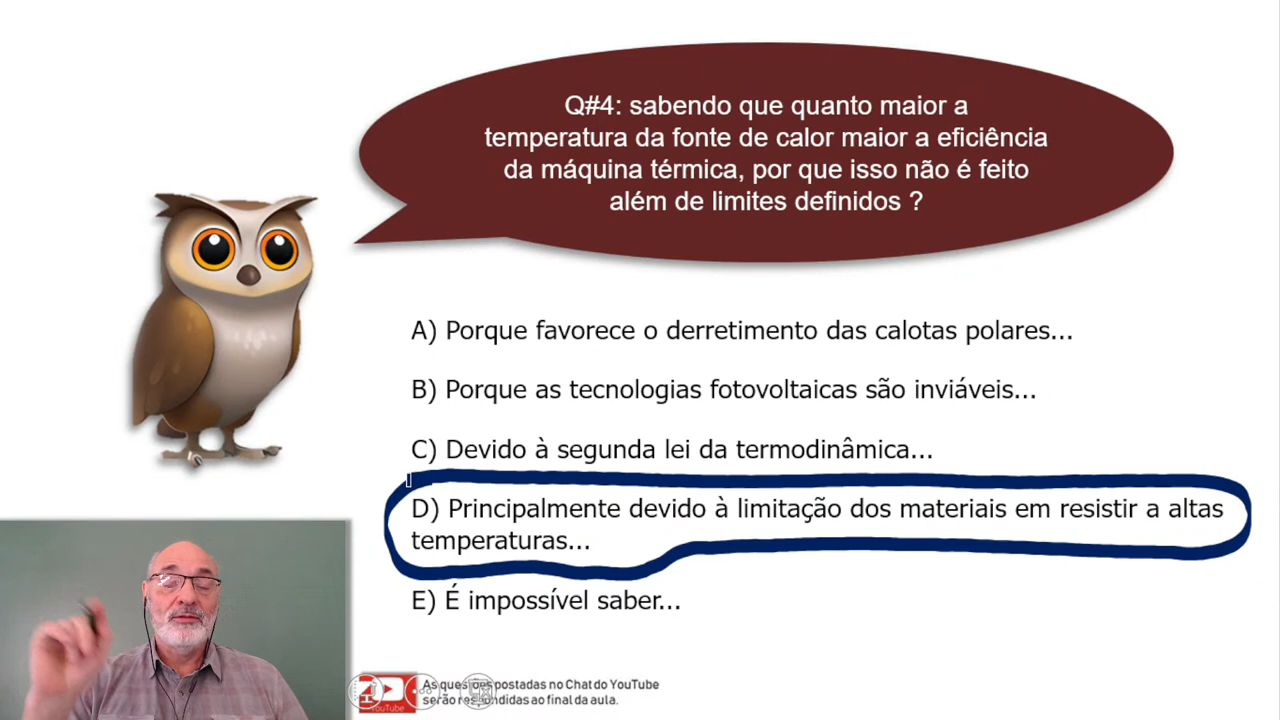 Q#4: sabendo que quanto maior a
temperatura da fonte de calor maior a eficiência
da máquina térmica, por que isso não é feito
além de limites definidos ?
A) Porque favorece o derretimento das calotas polares...
B) Porque as tecnologias fotovoltaicas são inviáveis...
C) Devido à segunda lei da termodinâmica...
D) Principalmente devido à limitação dos materiais em resistir a altas
temperaturas...
E) É impossível saber...
YouTube
As questões postadas no Chat do YouTube
serão respondidas ao final da aula.